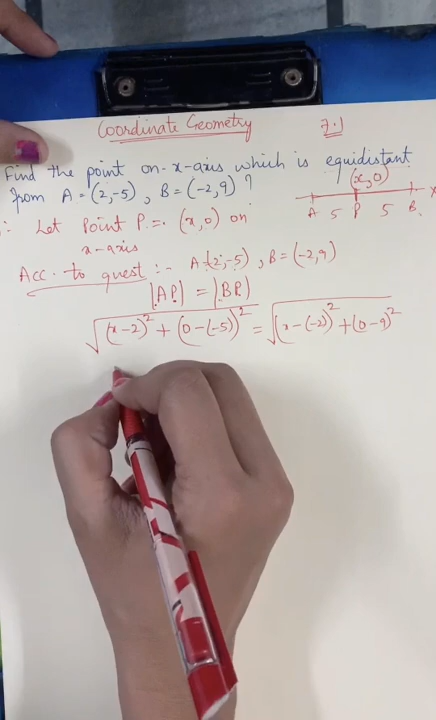 Coordinate Geometry 7.1
Find the point on x-axis which is equidistant
from A = (2,-5), B = (-2,9) ?
(x,0)
A 5 P 5 B x
:- Let Point P = (x,0) on
x-axis
Acc. to quest :- A (2,-5), B = (-2,9)
|AP| = |BP|
√(x-2)² + (0-(-5))² = √(x-(-2))² + (0-9)²